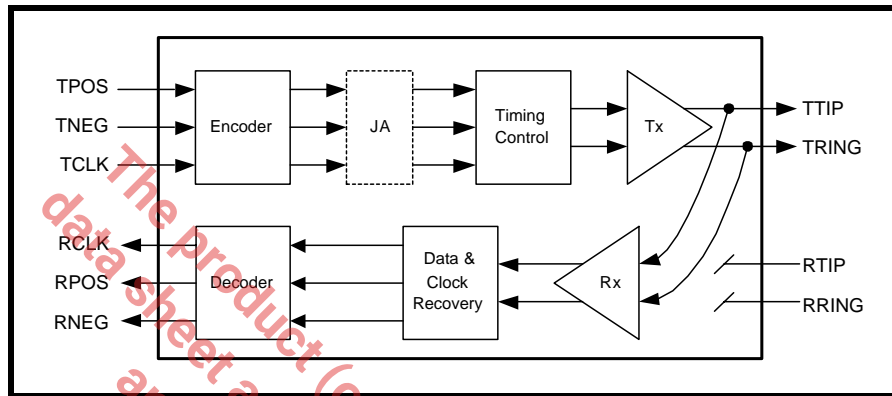 TPOS
TNEG
TCLK
Encoder
JA
Timing
Control
Tx
TTIP
TRING
RCLK
RPOS
RNEG
Decoder
Data &
Clock
Recovery
Rx
RTIP
RRING
The product (
data sheet a